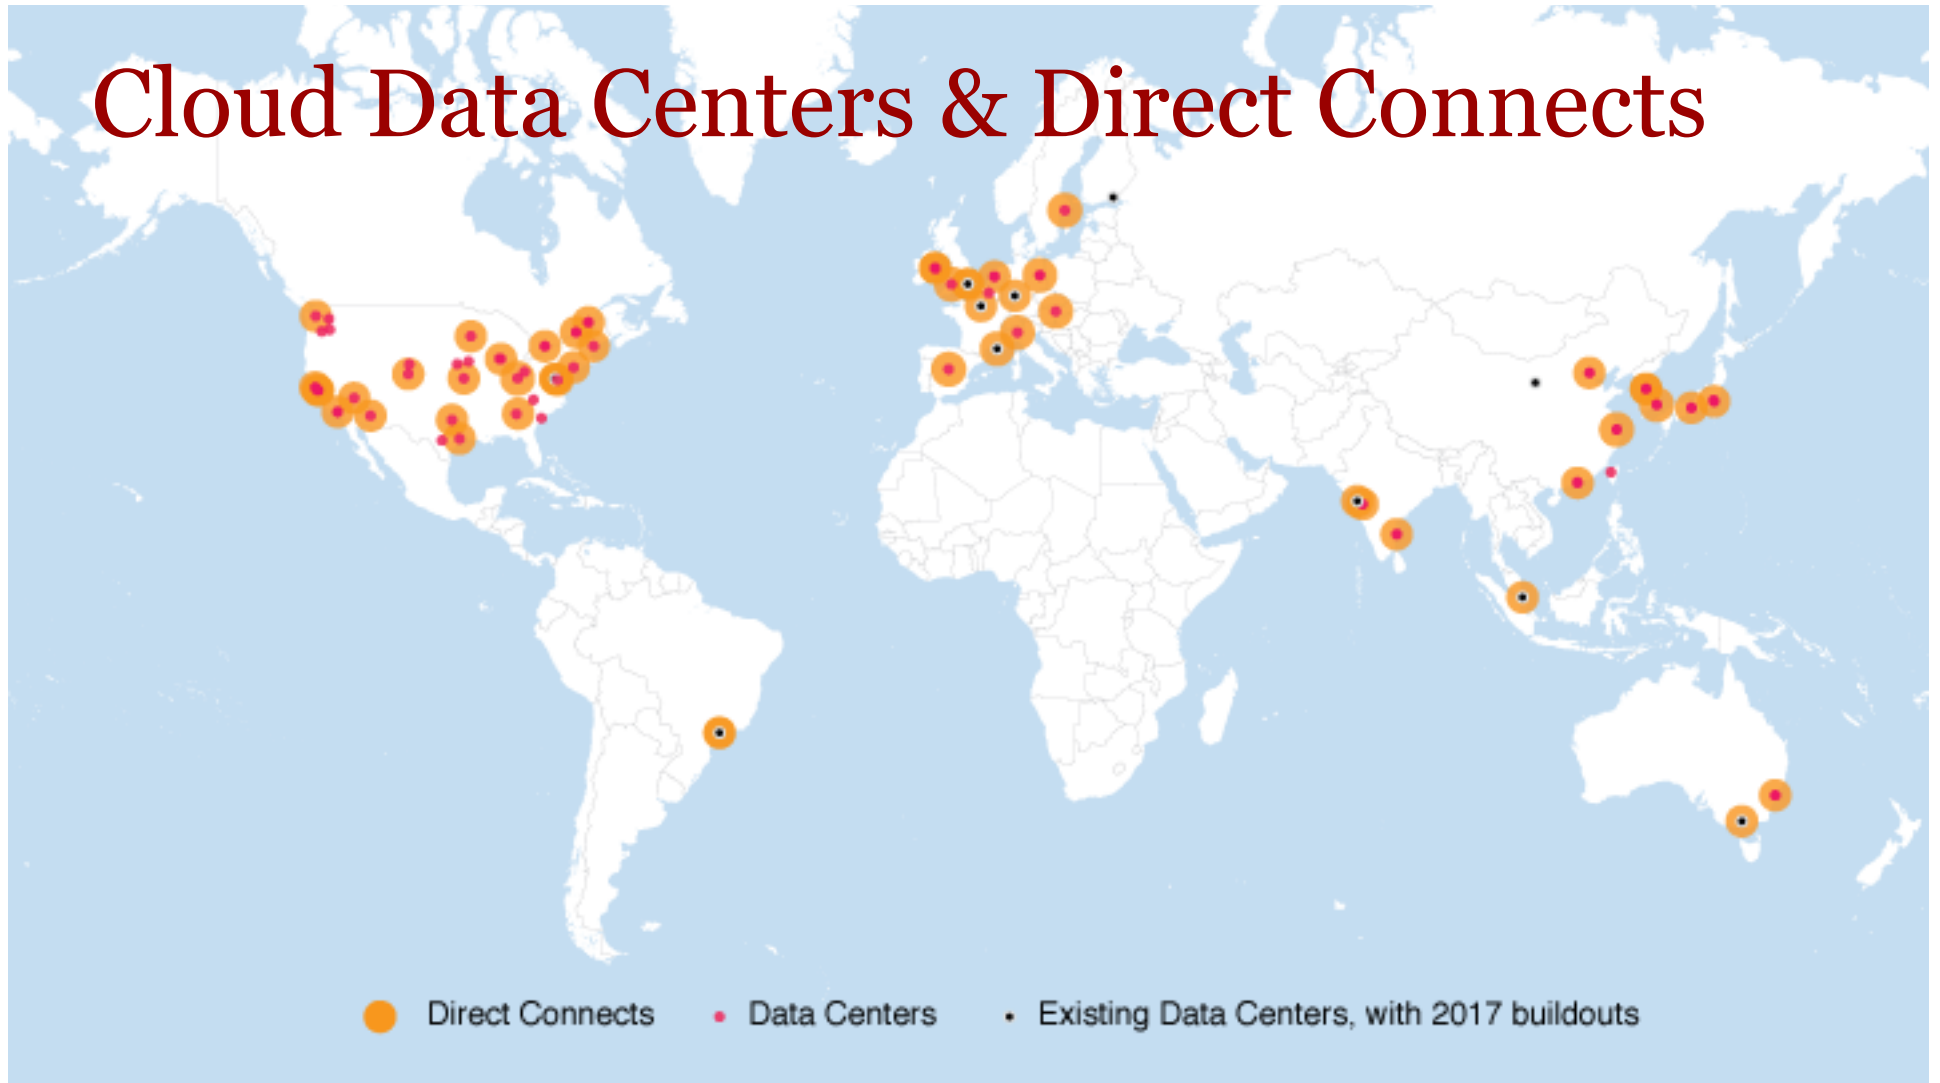 Cloud Data Centers & Direct Connects
Direct Connects
Data Centers
Existing Data Centers, with 2017 buildouts